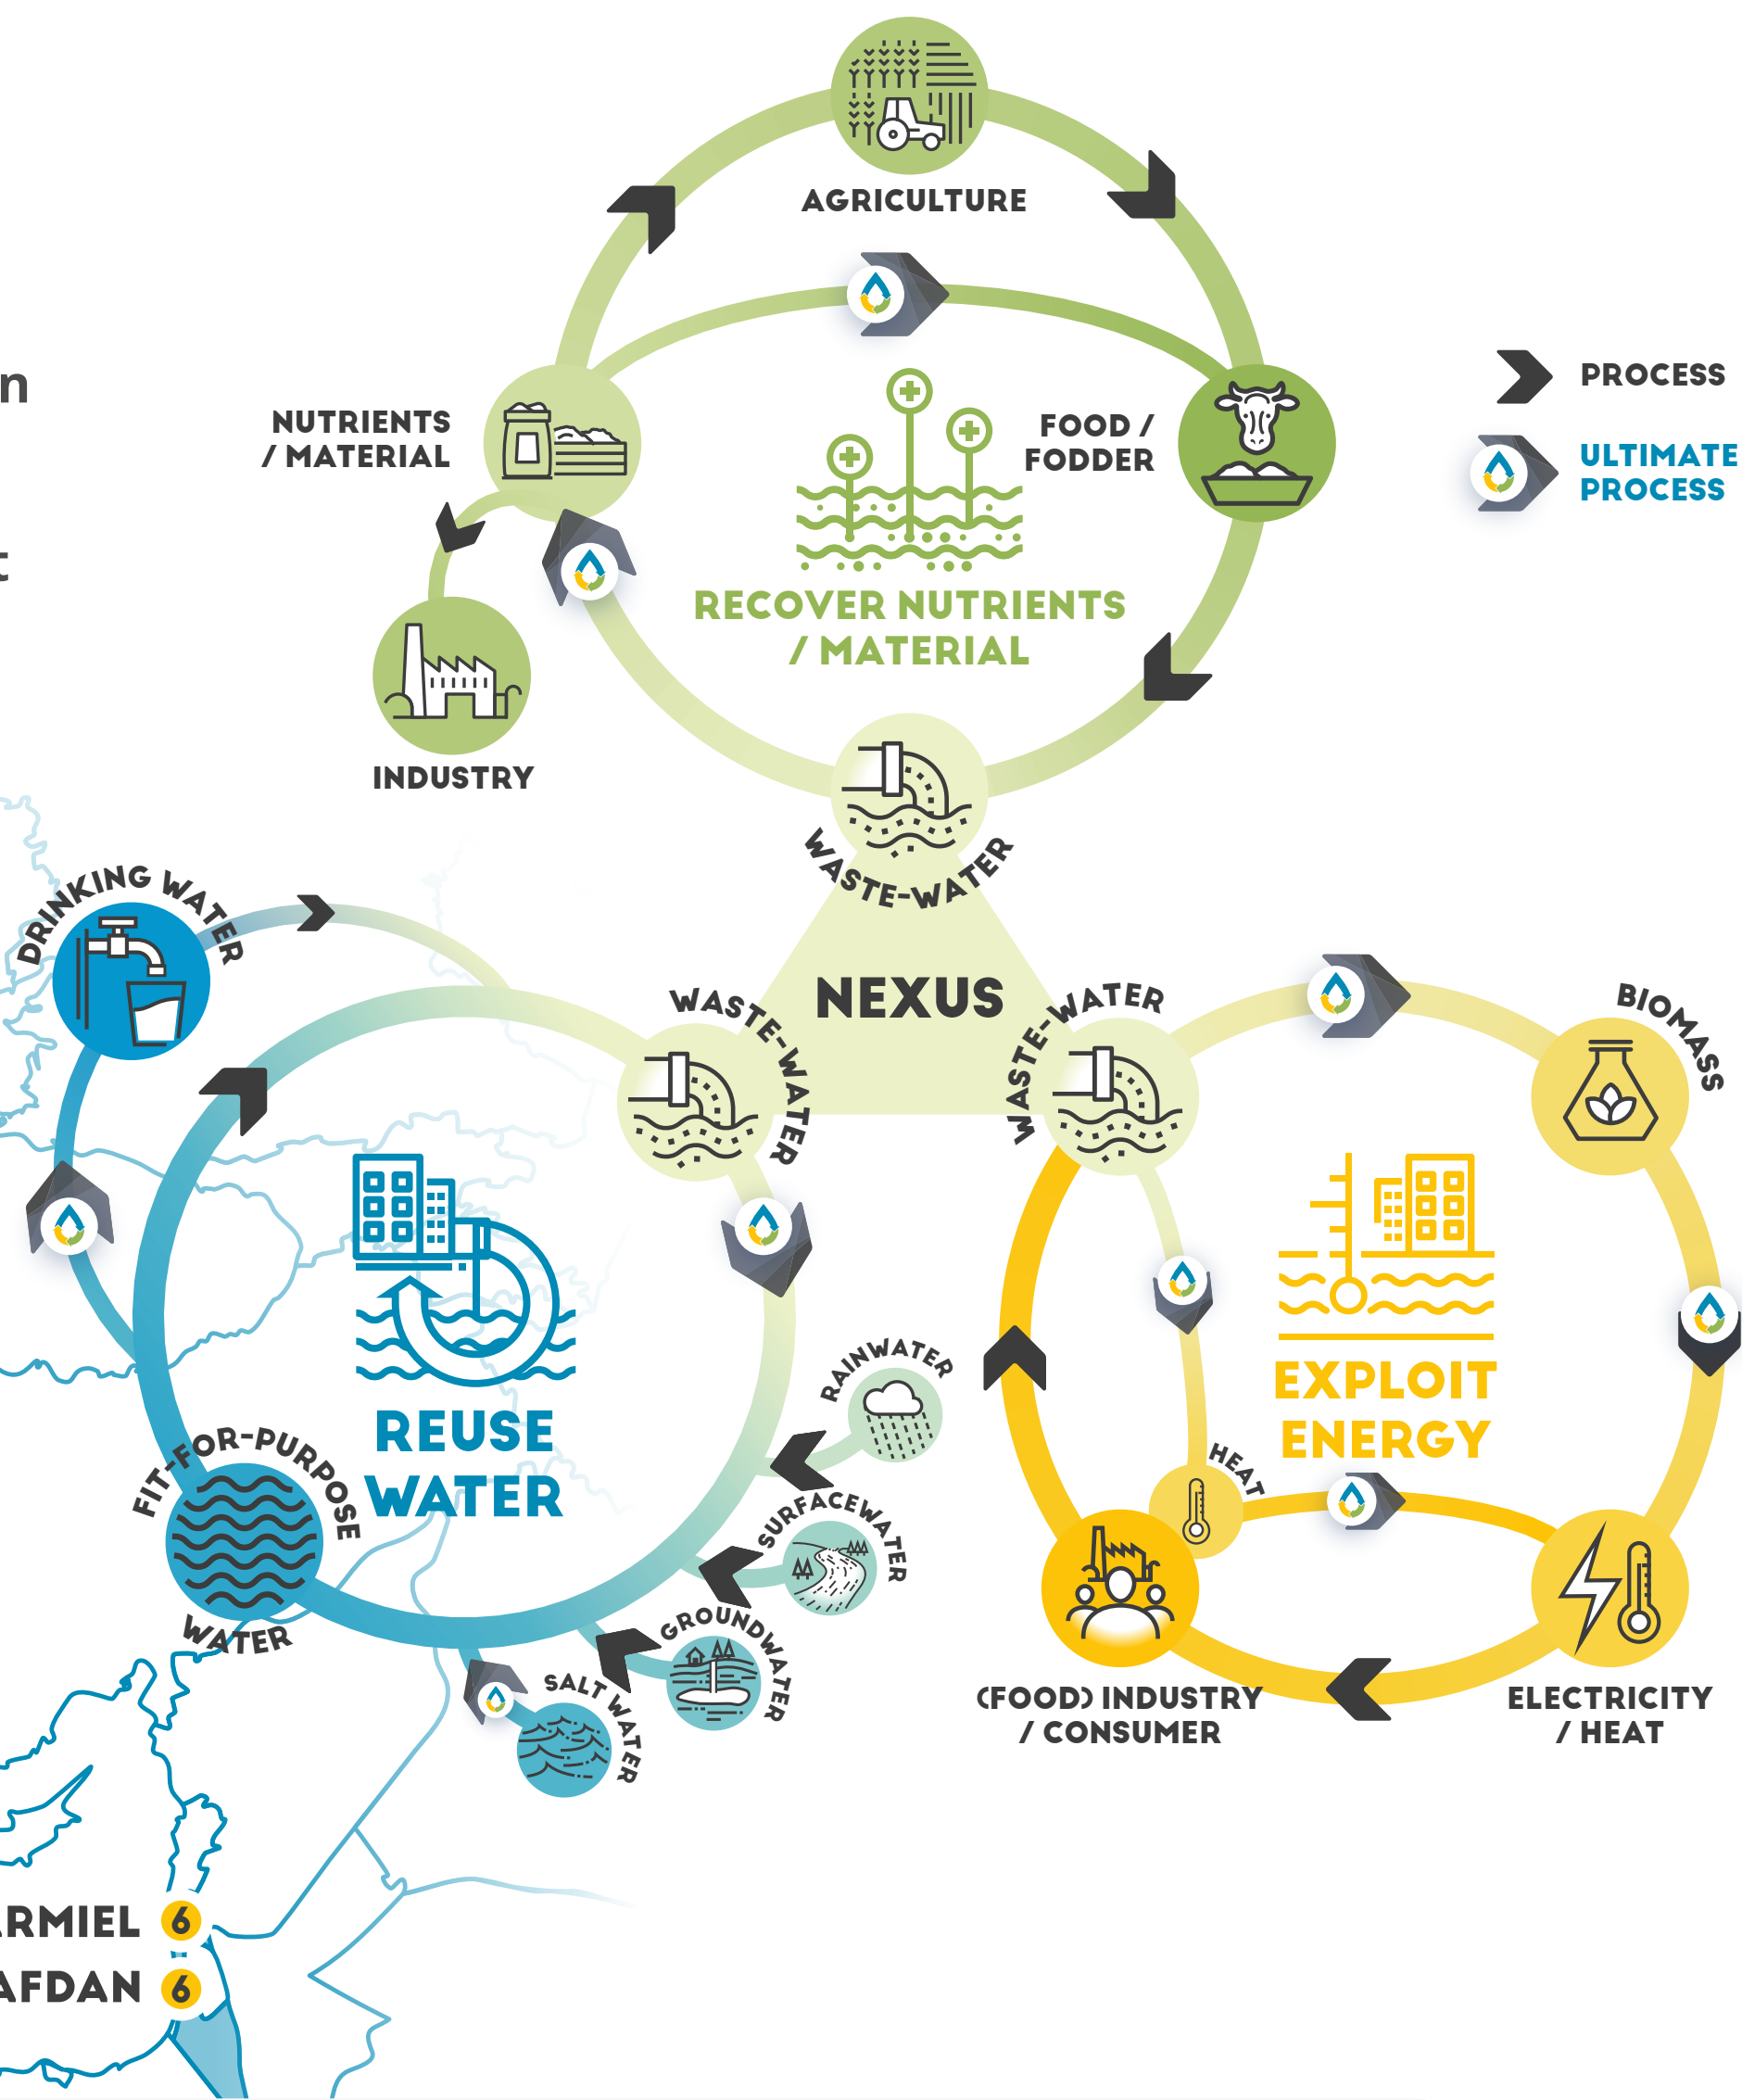 AGRICULTURE
n
PROCESS
NUTRIENTS
/ MATERIAL
FOOD /
FODDER
ULTIMATE
PROCESS
t
RECOVER NUTRIENTS
/ MATERIAL
INDUSTRY
WASTE-WATER
DRINKING WATER
NEXUS
WASTE-WATER
WASTE-WATER
BIOMASS
REUSE
WATER
EXPLOIT
ENERGY
RAINWATER
FIT-FOR-PURPOSE
WATER
HEAT
SURFACEWATER
GROUNDWATER
SALT WATER
(FOOD) INDUSTRY
/ CONSUMER
ELECTRICITY
/ HEAT
ARMIEL 6
AFDAN 6